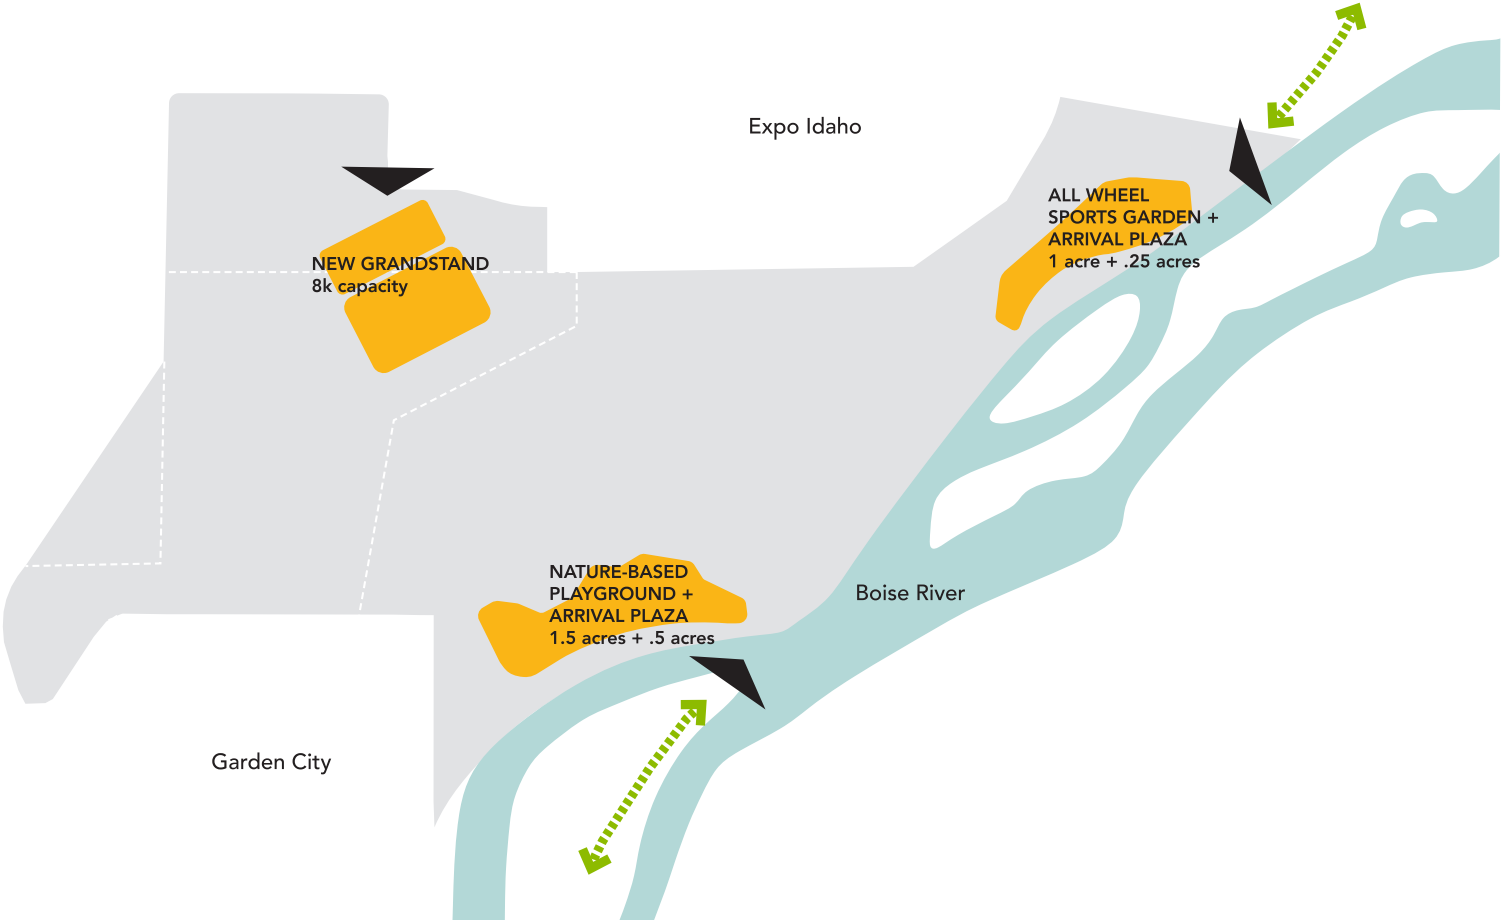 Expo Idaho
ALL WHEEL
SPORTS GARDEN +
ARRIVAL PLAZA
1 acre + .25 acres
NEW GRANDSTAND
8k capacity
NATURE-BASED
PLAYGROUND +
ARRIVAL PLAZA
1.5 acres + .5 acres
Boise River
Garden City